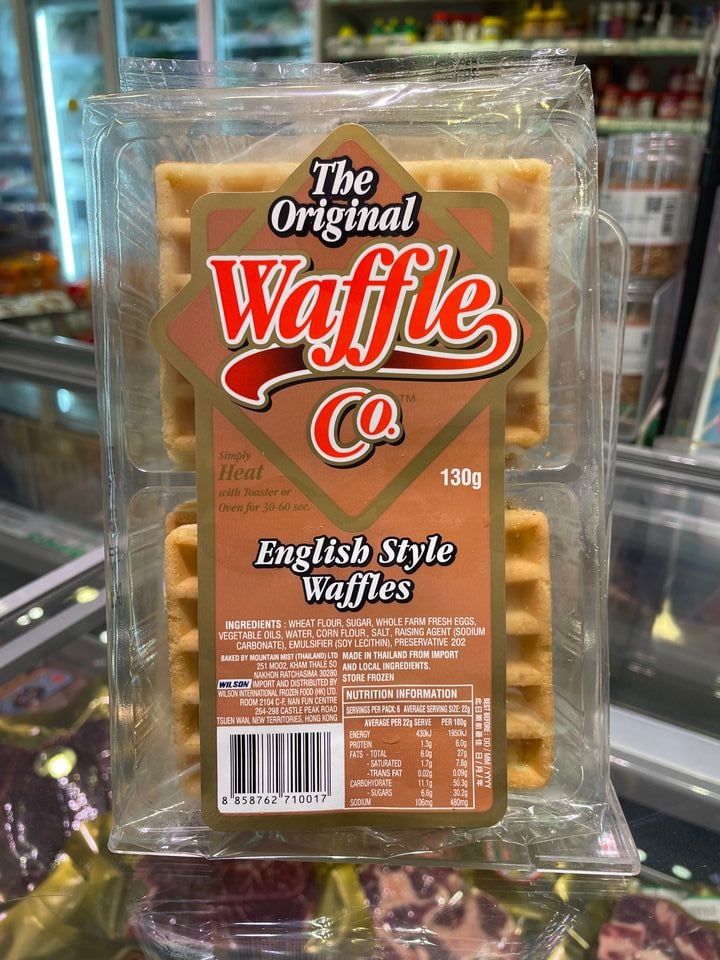 The
Original
Waffle
Co.
TM
Simply
Heat
with Toaster or
Oven for 30-60 sec.
130g
English Style
Waffles
INGREDIENTS : WHEAT FLOUR, SUGAR, WHOLE FARM FRESH EGGS,
VEGETABLE OILS, WATER, CORN FLOUR, SALT, RAISING AGENT (SODIUM
CARBONATE), EMULSIFIER (SOY LECITHIN), PRESERVATIVE 202
BAKED BY MOUNTAIN MIST (THAILAND) LTD
251 MOO2, KHAM THALE SO
NAKHON RATCHASIMA 30280
WILSON IMPORT AND DISTRIBUTED BY
WILSON INTERNATIONAL FROZEN FOOD (HK) LTD.
ROOM 2104 C-F, NAN FUN CENTRE
264-298 CASTLE PEAK ROAD
TSUEN WAN, NEW TERRITORIES, HONG KONG
8 858762 710017
MADE IN THAILAND FROM IMPORT
AND LOCAL INGREDIENTS.
STORE FROZEN
NUTRITION INFORMATION
SERVINGS PER PACK: 6 AVERAGE SERVING SIZE: 22g
AVERAGE PER 22g SERVE PER 100g
ENERGY 430kJ 1950kJ
PROTEIN 1.3g 6.0g
FATS - TOTAL 6.0g 27g
- SATURATED 1.7g 7.8g
-TRANS FAT 0.02g 0.09g
CARBOHYDRATE 11.1g 50.3g
- SUGARS 6.6g 30.2g
SODIUM 106mg 480mg
BEST BEFORE: DD / MM / YYYY